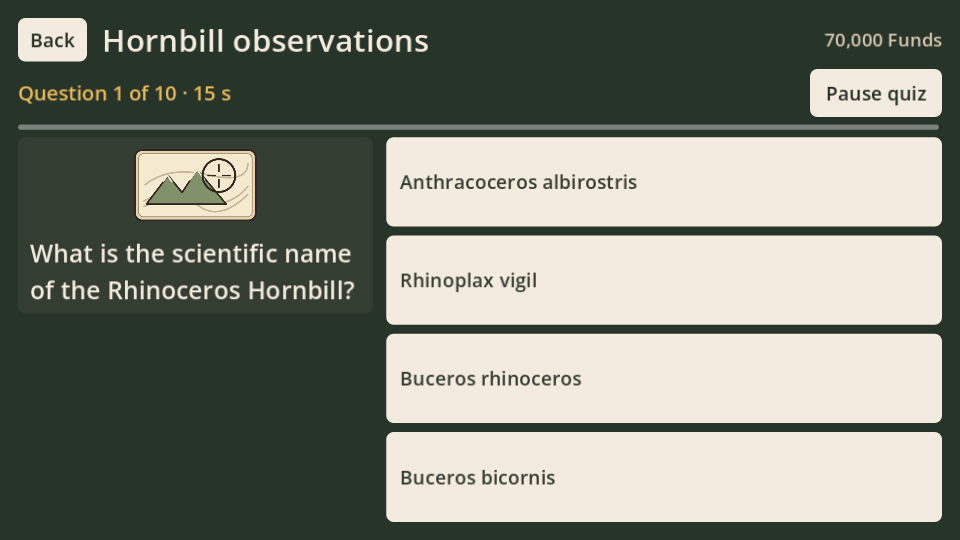 Back
Hornbill observations
70,000 Funds
Question 1 of 10 · 15 s
Pause quiz
What is the scientific name
of the Rhinoceros Hornbill?
Anthracoceros albirostris
Rhinoplax vigil
Buceros rhinoceros
Buceros bicornis